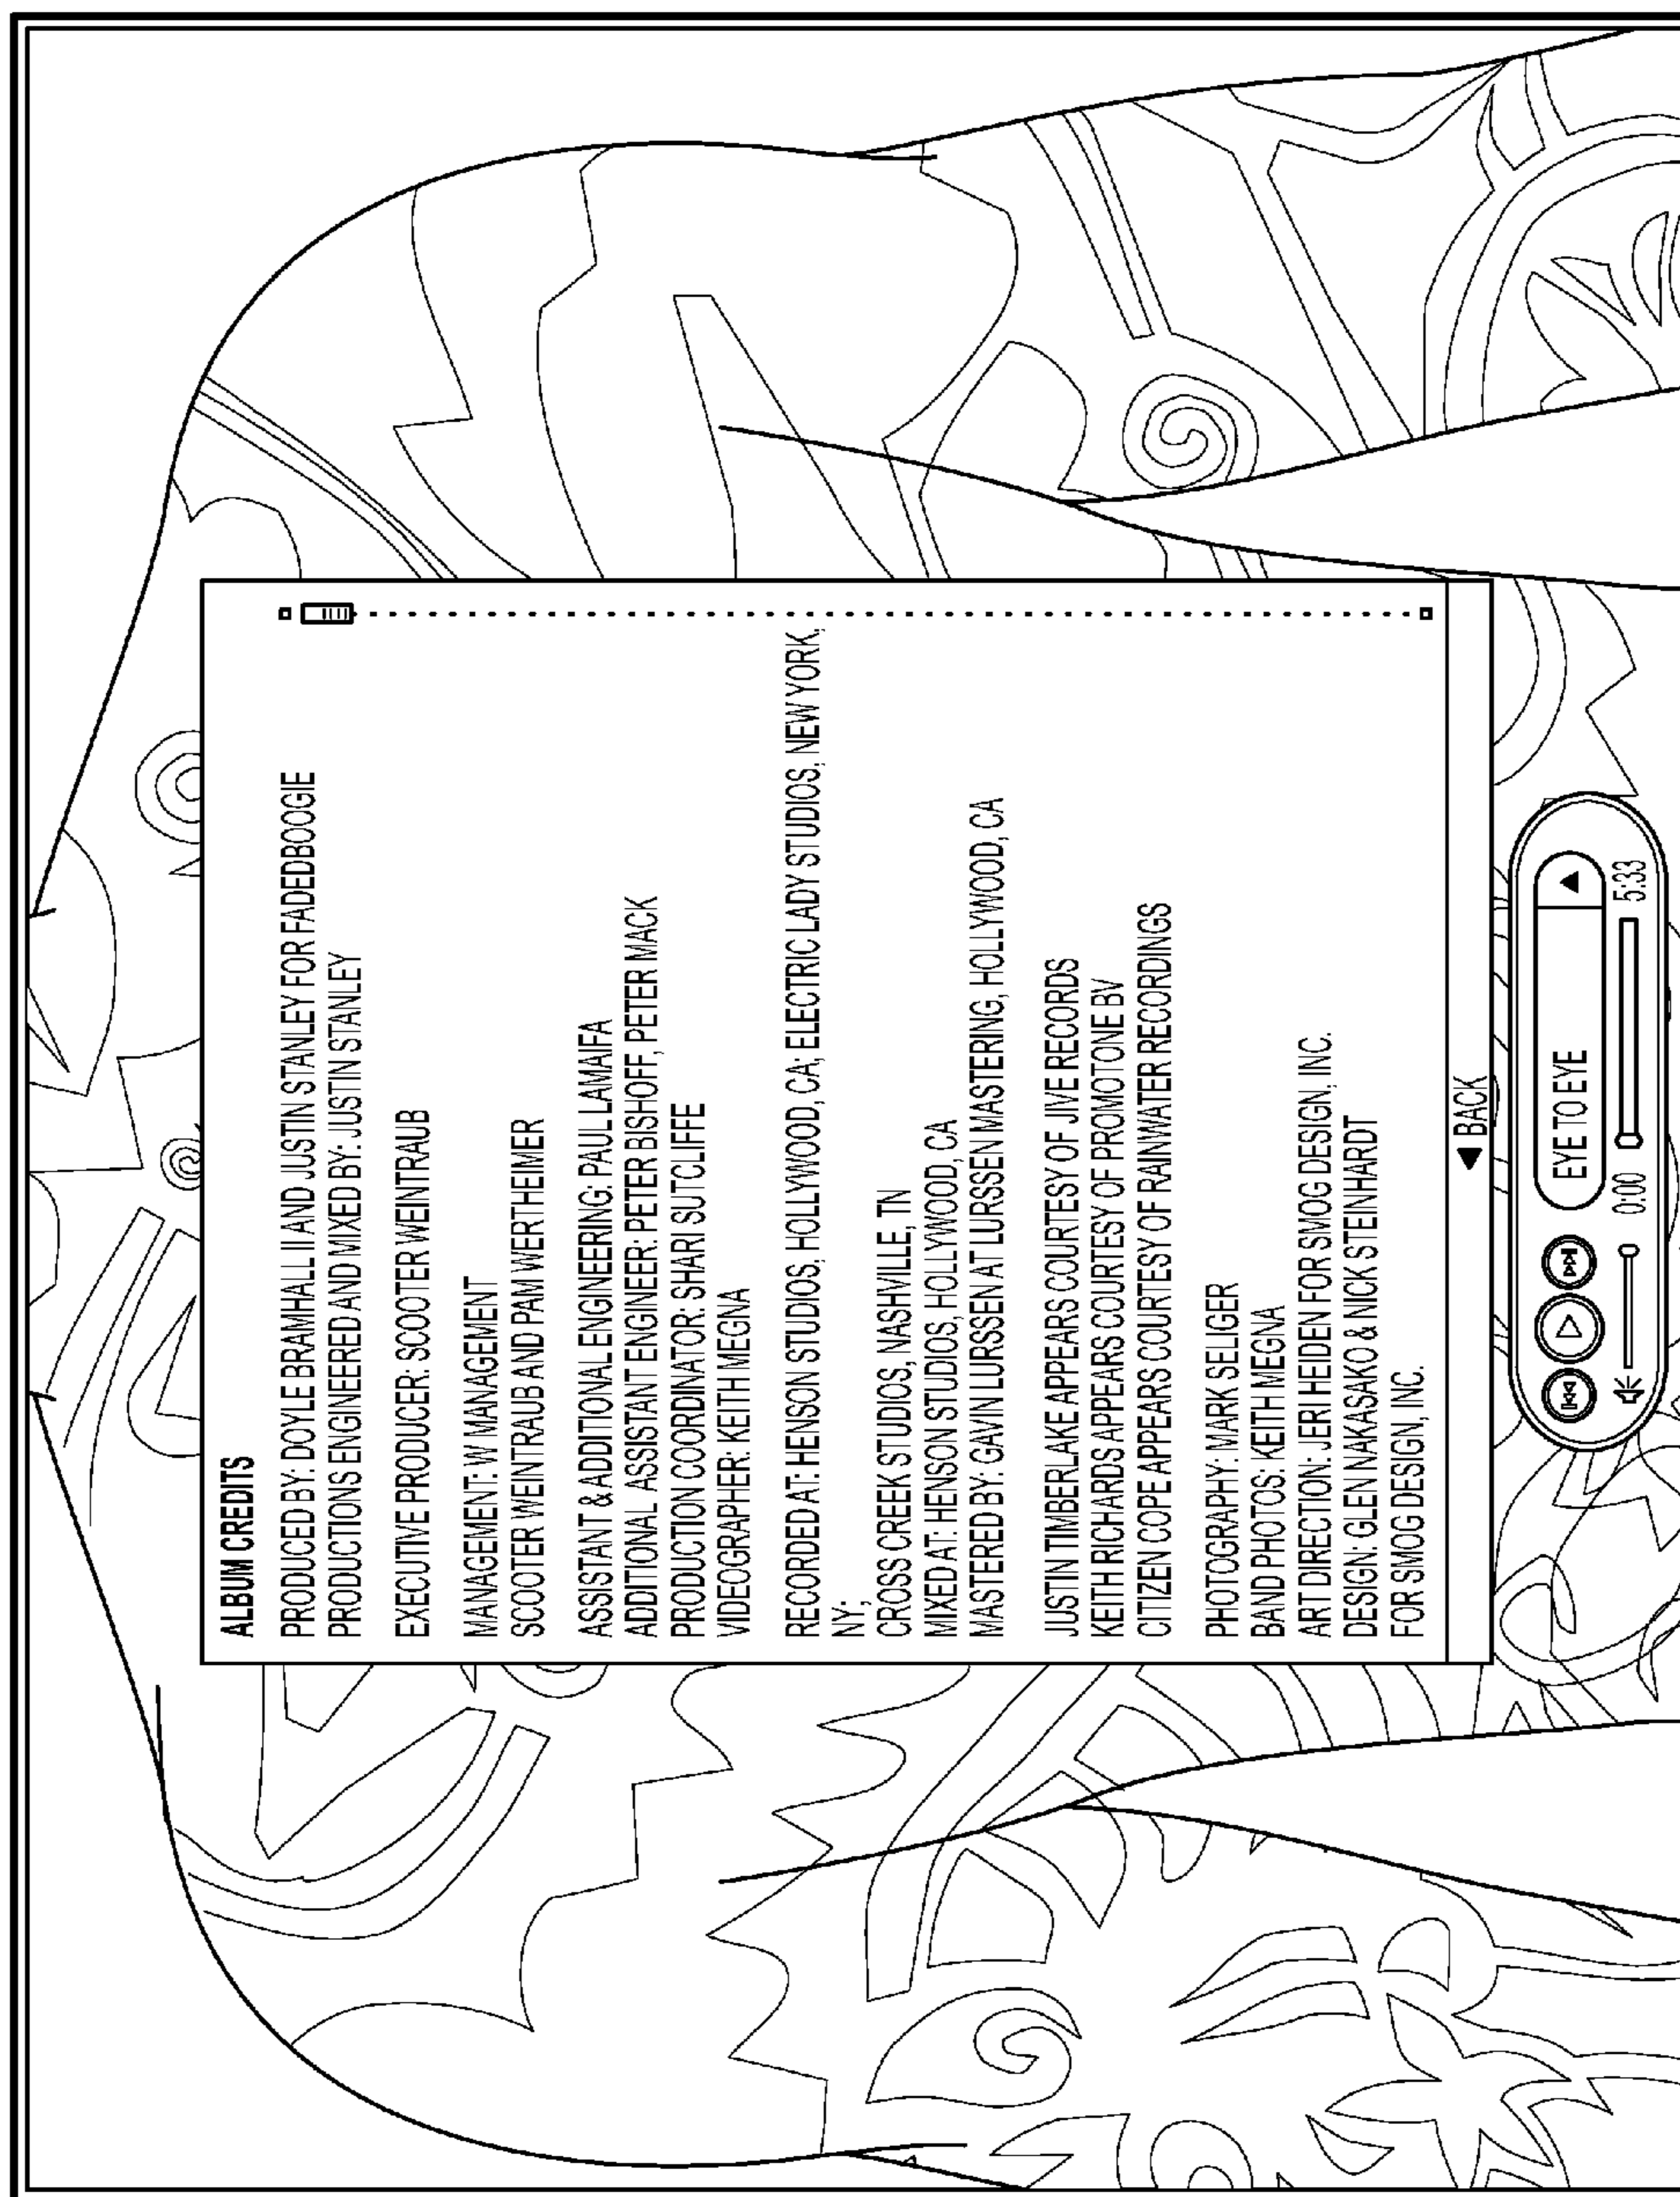 ALBUM CREDITS
PRODUCED BY: DOYLE BRAMHALL II AND JUSTIN STANLEY FOR FADEDBOOGIE
PRODUCTIONS ENGINEERED AND MIXED BY: JUSTIN STANLEY
EXECUTIVE PRODUCER: SCOOTER WEINTRAUB
MANAGEMENT: W MANAGEMENT
SCOOTER WEINTRAUB AND PAM WERTHEIMER
ASSISTANT & ADDITIONAL ENGINEERING: PAUL LAMAIFA
ADDITIONAL ASSISTANT ENGINEER: PETER BISHOFF, PETER MACK
PRODUCTION COORDINATOR: SHARI SUTCLIFFE
VIDEOGRAPHER: KEITH MEGNA
RECORDED AT: HENSON STUDIOS, HOLLYWOOD, CA; ELECTRIC LADY STUDIOS, NEW YORK,
NY;
CROSS CREEK STUDIOS, NASHVILLE, TN
MIXED AT: HENSON STUDIOS, HOLLYWOOD, CA
MASTERED BY: GAVIN LURSSEN AT LURSSEN MASTERING, HOLLYWOOD, CA
JUSTIN TIMBERLAKE APPEARS COURTESY OF JIVE RECORDS
KEITH RICHARDS APPEARS COURTESY OF PROMOTONE BV
CITIZEN COPE APPEARS COURTESY OF RAINWATER RECORDINGS
PHOTOGRAPHY: MARK SELIGER
BAND PHOTOS: KEITH MEGNA
ART DIRECTION: JERI HEIDEN FOR SMOG DESIGN, INC.
DESIGN: GLEN NAKASAKO & NICK STEINHARDT
FOR SMOG DESIGN, INC.
BACK
EYE TO EYE
0:00 5:33